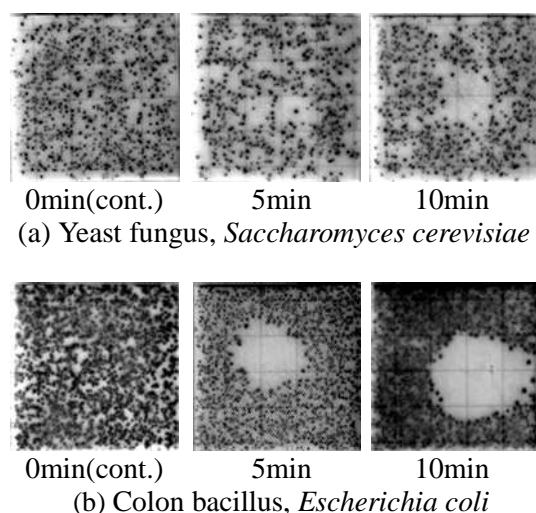 0min(cont.) 5min 10min
(a) Yeast fungus, Saccharomyces cerevisiae
0min(cont.) 5min 10min
(b) Colon bacillus, Escherichia coli